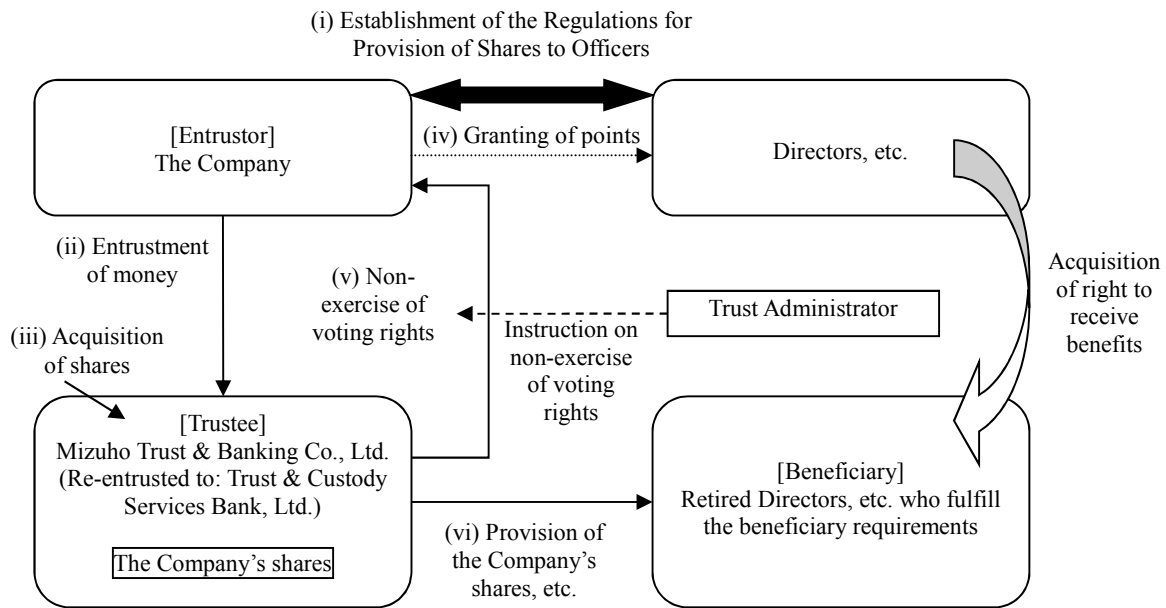 (i) Establishment of the Regulations for
Provision of Shares to Officers
[Entrustor]
The Company
(iv) Granting of points
Directors, etc.
(ii) Entrustment
of money
(v) Non-
exercise of
voting rights
Instruction on
non-exercise
of voting
rights
Trust Administrator
Acquisition
of right to
receive
benefits
(iii) Acquisition
of shares
[Trustee]
Mizuho Trust & Banking Co., Ltd.
(Re-entrusted to: Trust & Custody
Services Bank, Ltd.)
The Company’s shares
(vi) Provision of
the Company’s
shares, etc.
[Beneficiary]
Retired Directors, etc. who fulfill
the beneficiary requirements